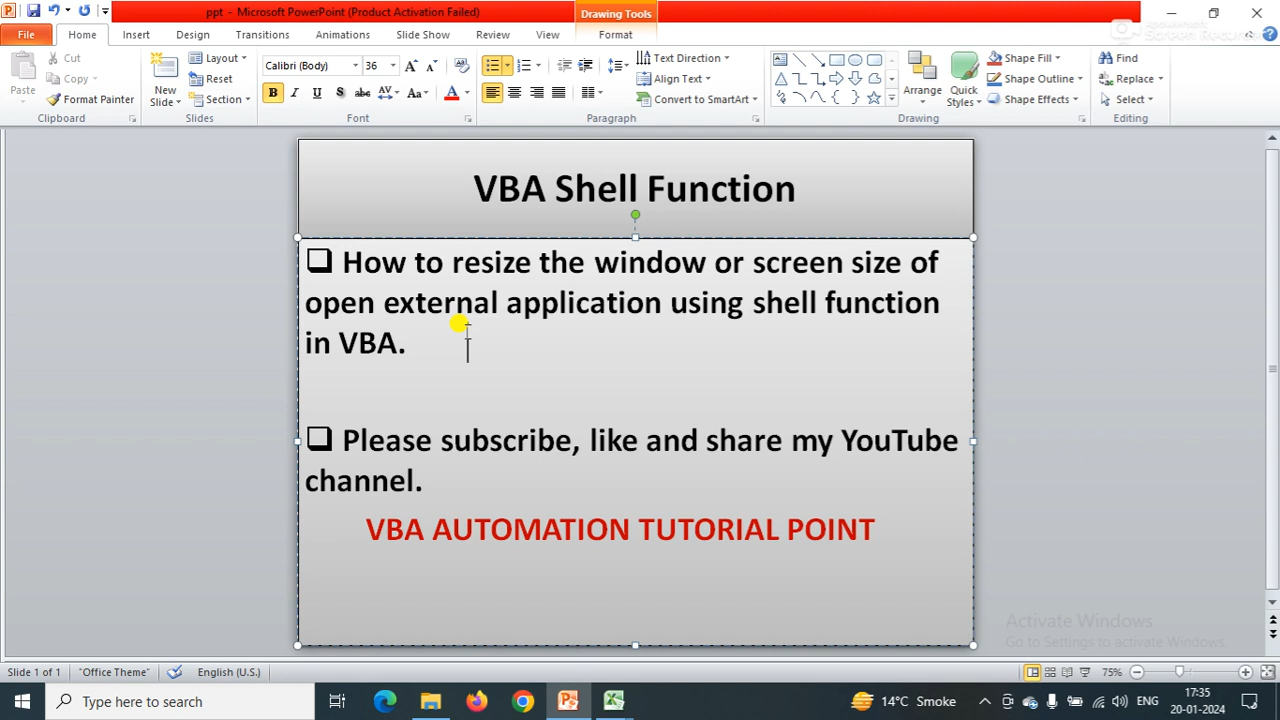 ppt - Microsoft PowerPoint (Product Activation Failed)
Drawing Tools
File Home Insert Design Transitions Animations Slide Show Review View Format
Cut
Copy
Format Painter
Paste
Clipboard
New
Slide
Layout
Reset
Section
Slides
Calibri (Body) 36
B I U S abc AV Aa A
Font
Text Direction
Align Text
Convert to SmartArt
Paragraph
Arrange
Quick
Styles
Shape Fill
Shape Outline
Shape Effects
Drawing
Find
Replace
Select
Editing
VBA Shell Function
How to resize the window or screen size of
open external application using shell function
in VBA.
Please subscribe, like and share my YouTube
channel.
VBA AUTOMATION TUTORIAL POINT
Activate Windows
Go to Settings to activate Windows.
Slide 1 of 1 "Office Theme" English (U.S.) 75%
Type here to search
14°C Smoke
ENG
17:35
20-01-2024